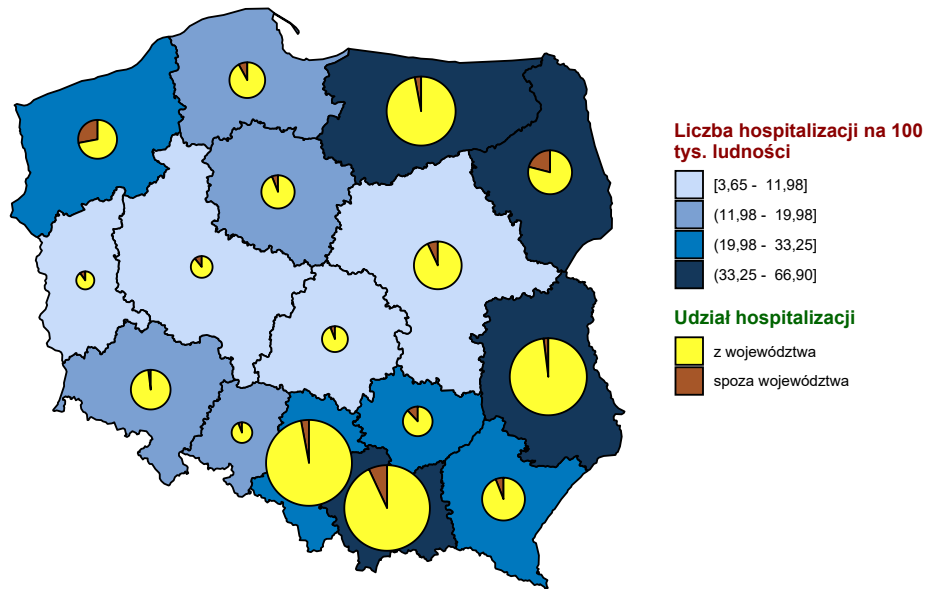 Liczba hospitalizacji na 100
tys. ludności
[3,65 - 11,98]
(11,98 - 19,98]
(19,98 - 33,25]
(33,25 - 66,90]
Udział hospitalizacji
z województwa
spoza województwa